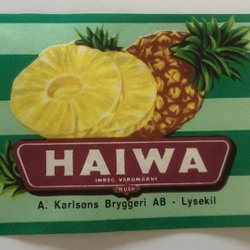 HAIWA
INREG. VARUMÄRKE
A. Karlsons Bryggeri AB - Lysekil